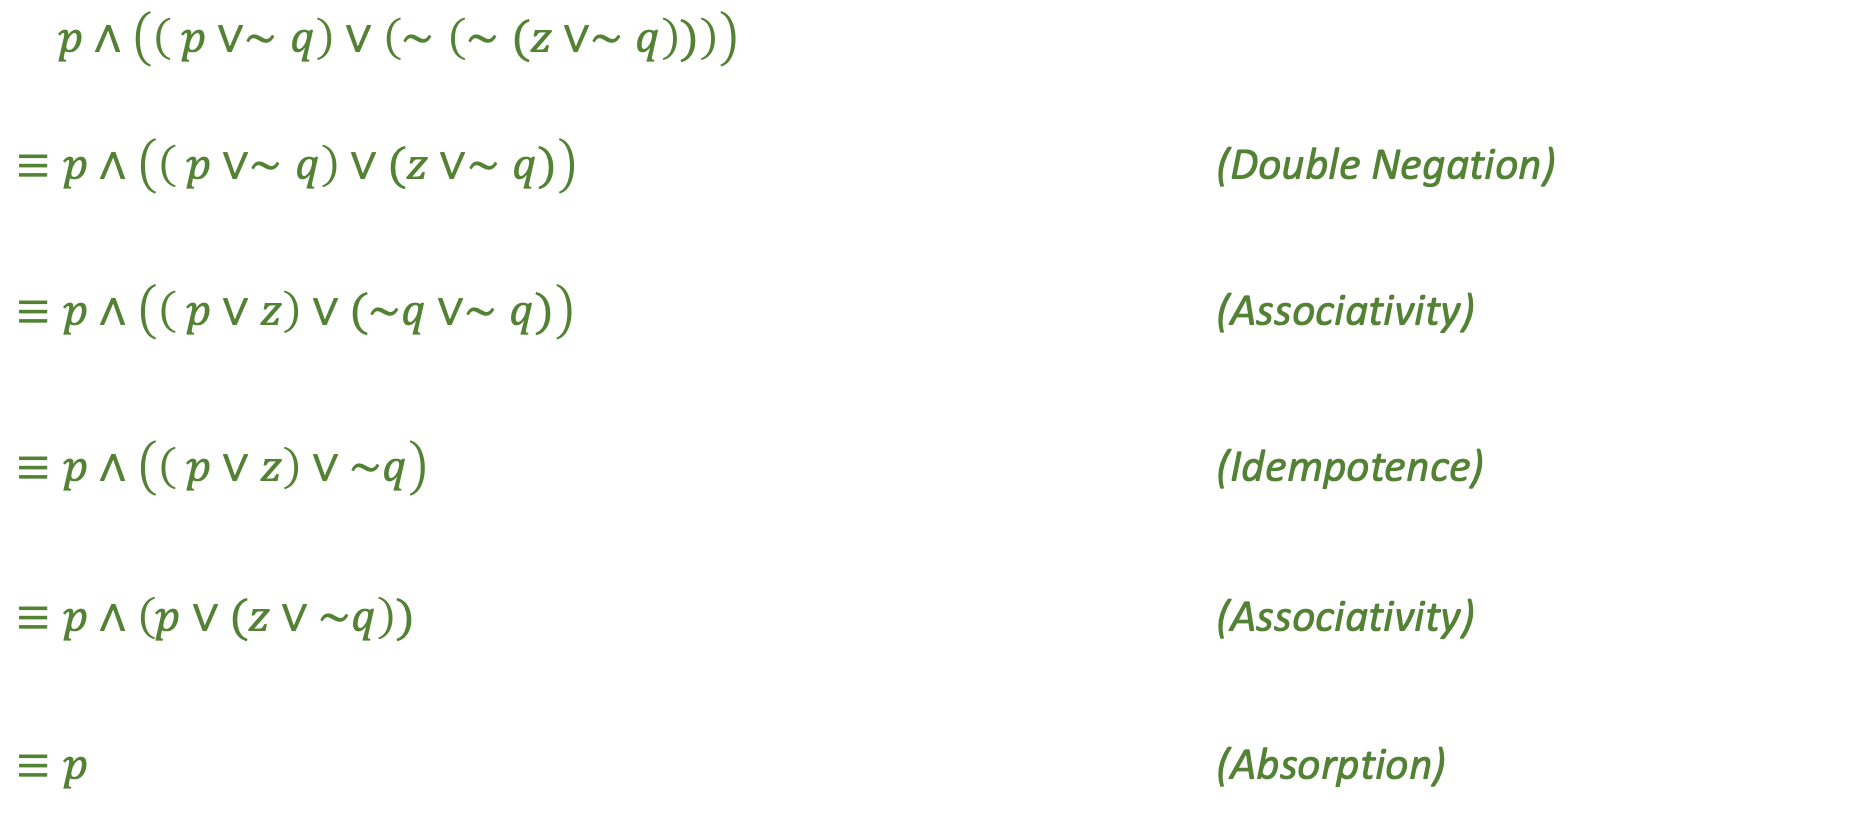 p ∧ (( p ∨~ q) ∨ (~ (~ (z ∨~ q))))
≡ p ∧ (( p ∨~ q) ∨ (z ∨~ q)) (Double Negation)
≡ p ∧ (( p ∨ z) ∨ (~q ∨~ q)) (Associativity)
≡ p ∧ (( p ∨ z) ∨ ~q) (Idempotence)
≡ p ∧ (p ∨ (z ∨ ~q)) (Associativity)
≡ p (Absorption)